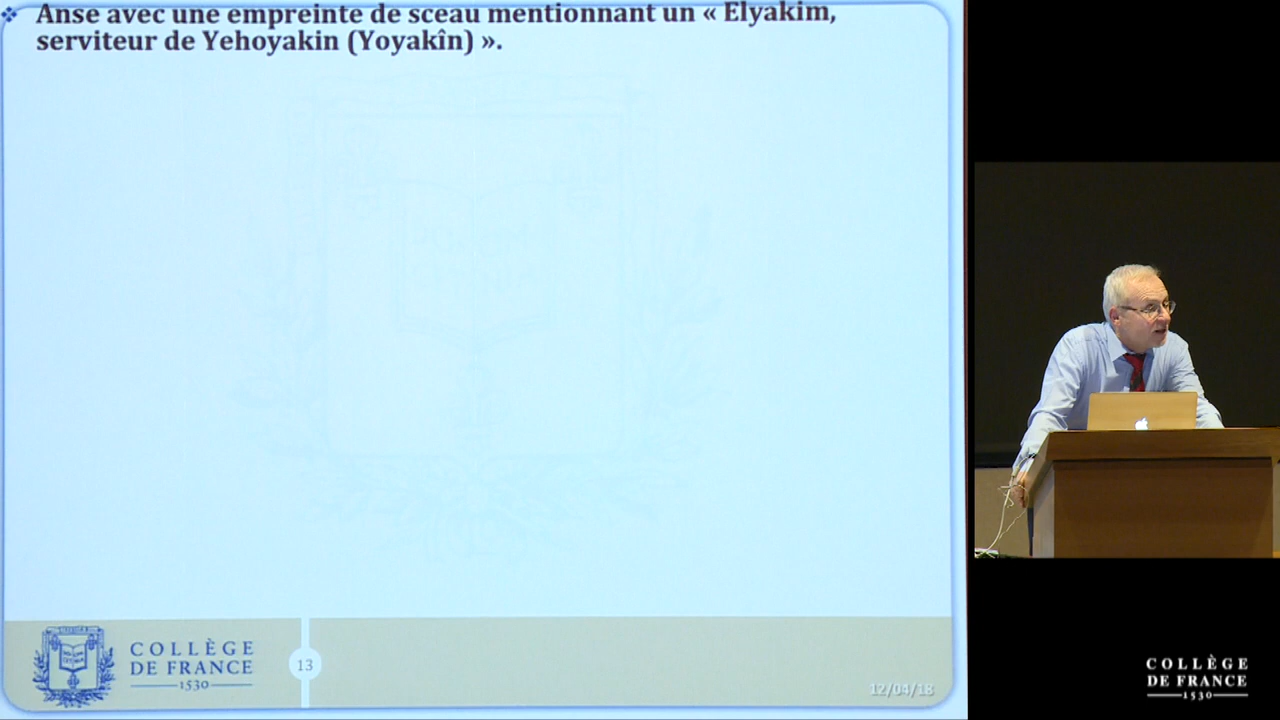 ❖ Anse avec une empreinte de sceau mentionnant un « Elyakim,
serviteur de Yehoyakin (Yoyakîn) ».
COLLÈGE
DE FRANCE
1530
13
12/04/18
COLLÈGE
DE FRANCE
1530